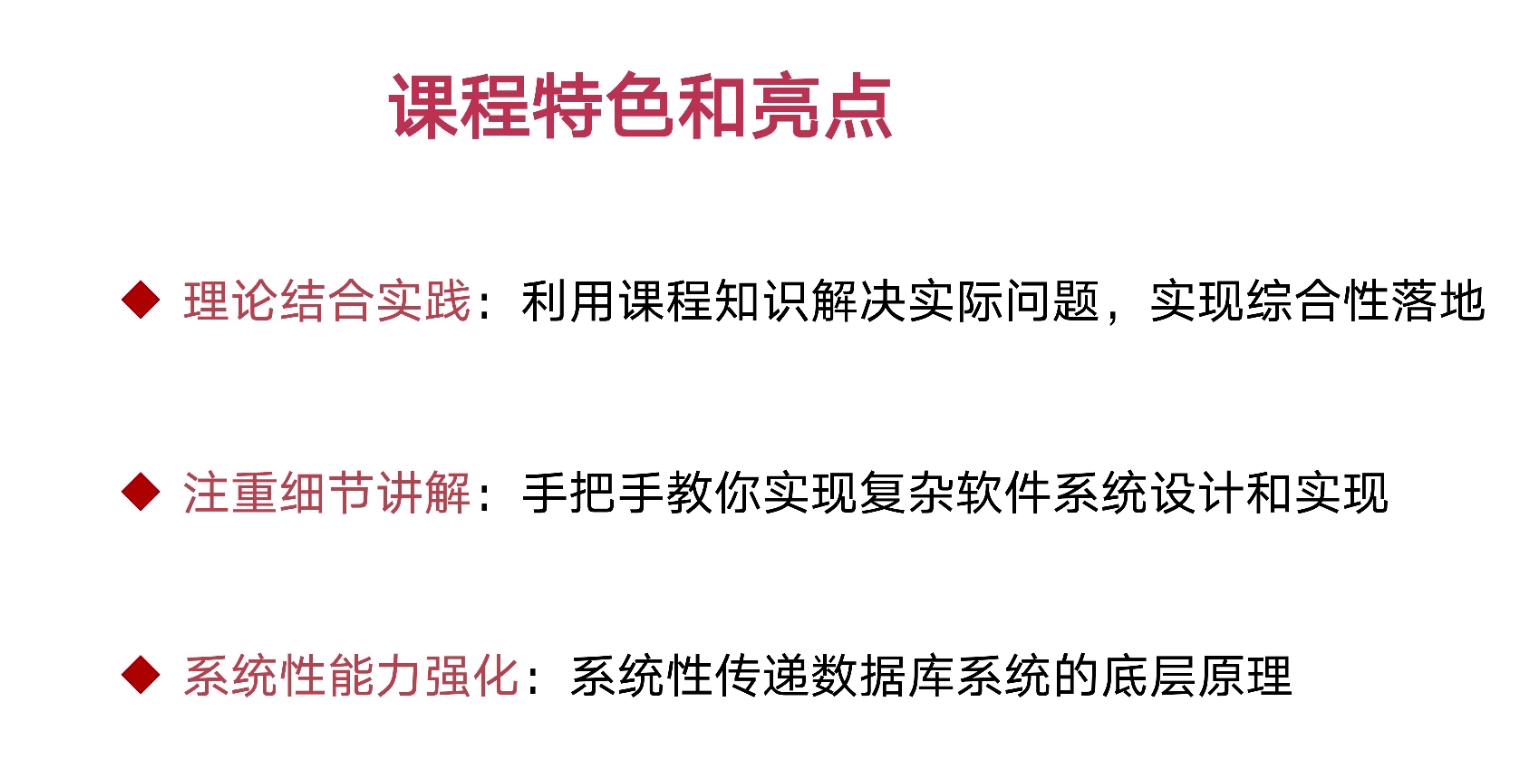 课程特色和亮点
理论结合实践：利用课程知识解决实际问题，实现综合性落地
注重细节讲解：手把手教你实现复杂软件系统设计和实现
系统性能力强化：系统性传递数据库系统的底层原理